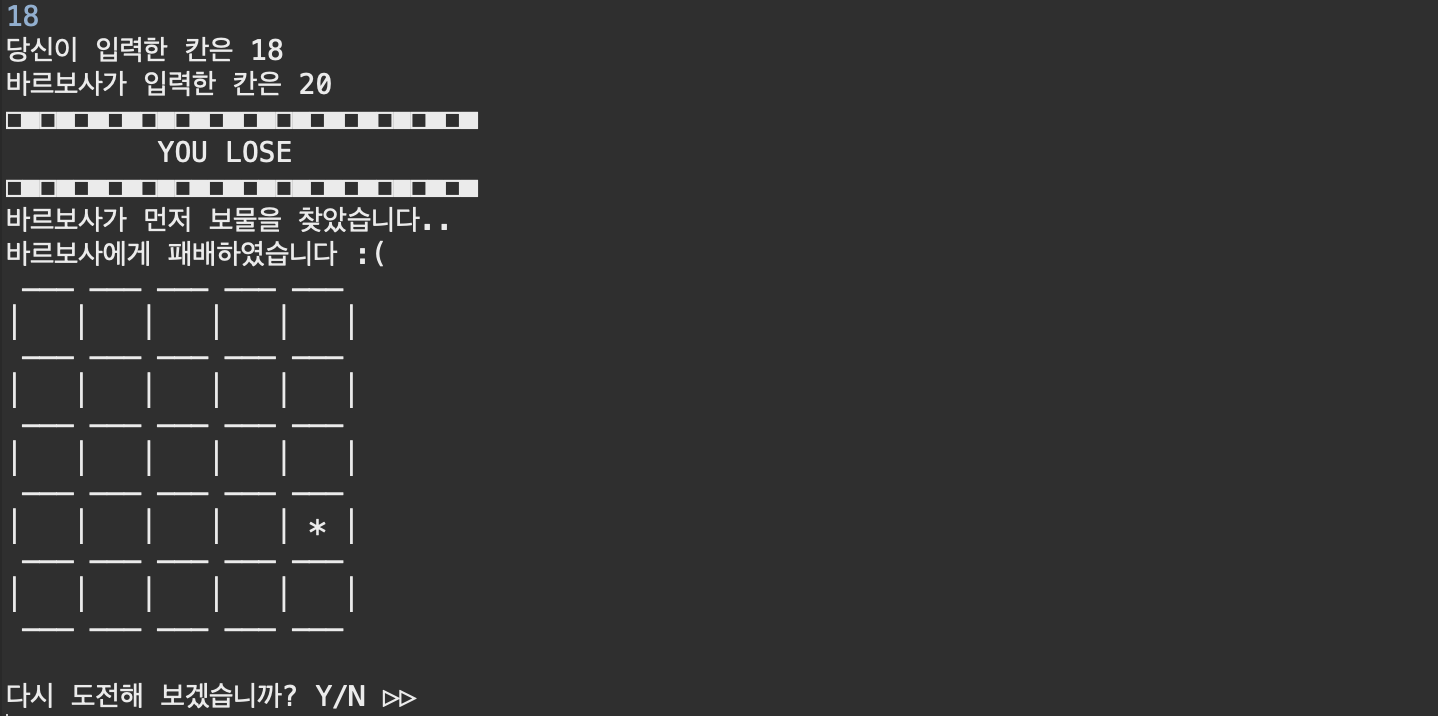 18
당신이 입력한 칸은 18
바르보사가 입력한 칸은 20
YOU LOSE
바르보사가 먼저 보물을 찾았습니다..
바르보사에게 패배하였습니다 :(
*
다시 도전해 보겠습니까? Y/N ▷▷